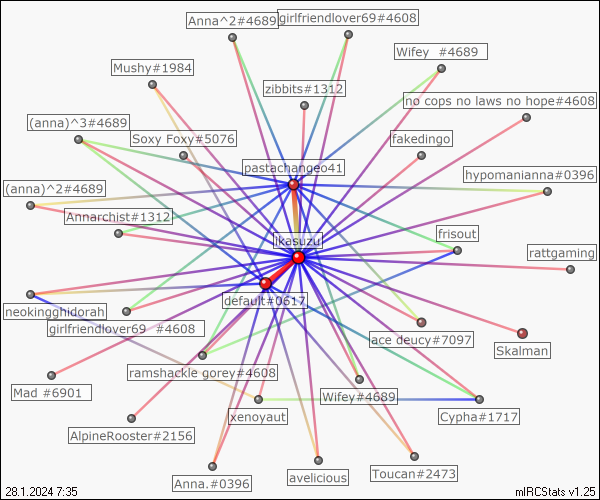 Anna^2#4689
girlfriendlover69#4608
Wifey  #4689
Mushy#1984
zibbits#1312
no cops no laws no hope#4608
(anna)^3#4689
Soxy Foxy#5076
fakedingo
pastachangeo41
hypomanianna#0396
(anna)^2#4689
Annarchist#1312
frisout
ikasuzu
rattgaming
default#0617
neokingghidorah
girlfriendlover69  #4608
ace deucy#7097
Skalman
ramshackle gorey#4608
Mad #6901
Wifey#4689
xenoyaut
Cypha#1717
AlpineRooster#2156
Toucan#2473
avelicious
Anna.#0396
28.1.2024 7:35
mIRCStats v1.25